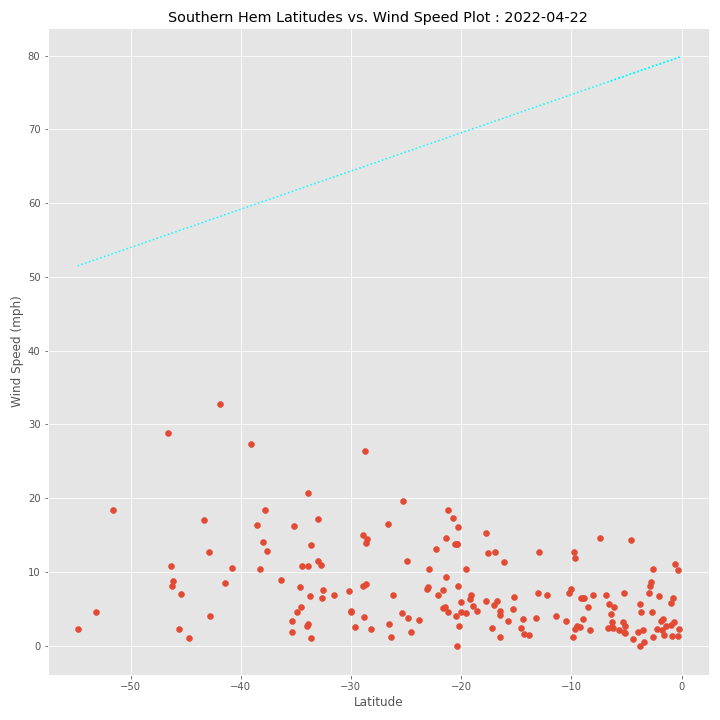 Southern Hem Latitudes vs. Wind Speed Plot : 2022-04-22
80
70
60
50
40
30
20
10
0
Wind Speed (mph)
−50 −40 −30 −20 −10 0
Latitude